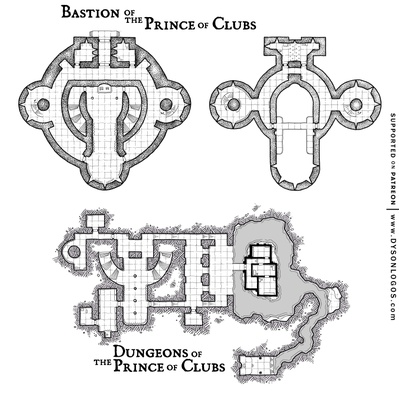 BASTION OF THE PRINCE OF CLUBS
SUPPORTED ON PATREON | www.DYSONLOGOS.com
DUNGEONS OF
THE PRINCE OF CLUBS